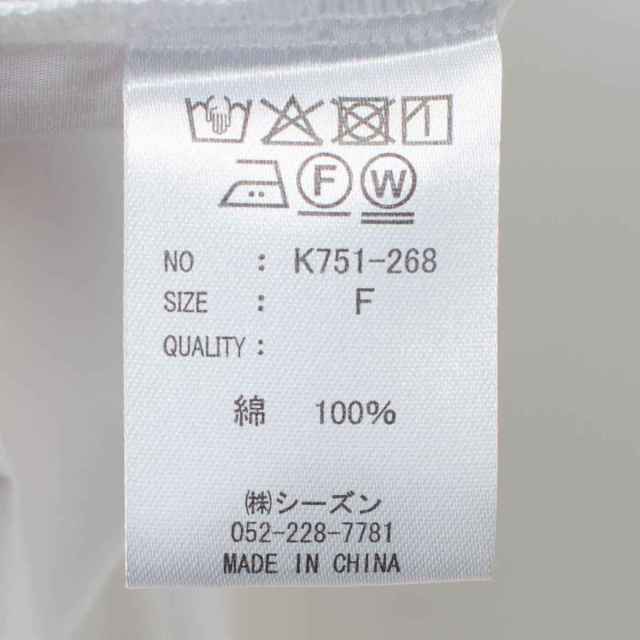 F W
NO : K751-268
SIZE : F
QUALITY :
綿 100%
㈱シーズン
052-228-7781
MADE IN CHINA